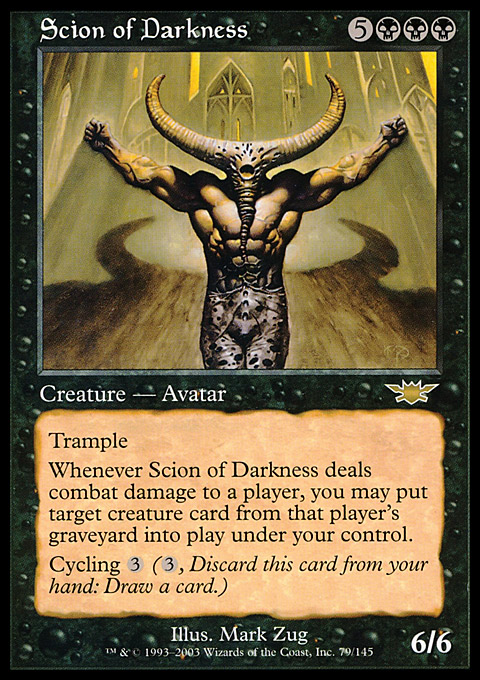 Scion of Darkness 5
Creature — Avatar
Trample
Whenever Scion of Darkness deals
combat damage to a player, you may put
target creature card from that player's
graveyard into play under your control.
Cycling 3 (3, Discard this card from your
hand: Draw a card.)
Illus. Mark Zug
™ & © 1993–2003 Wizards of the Coast, Inc. 79/145
6/6